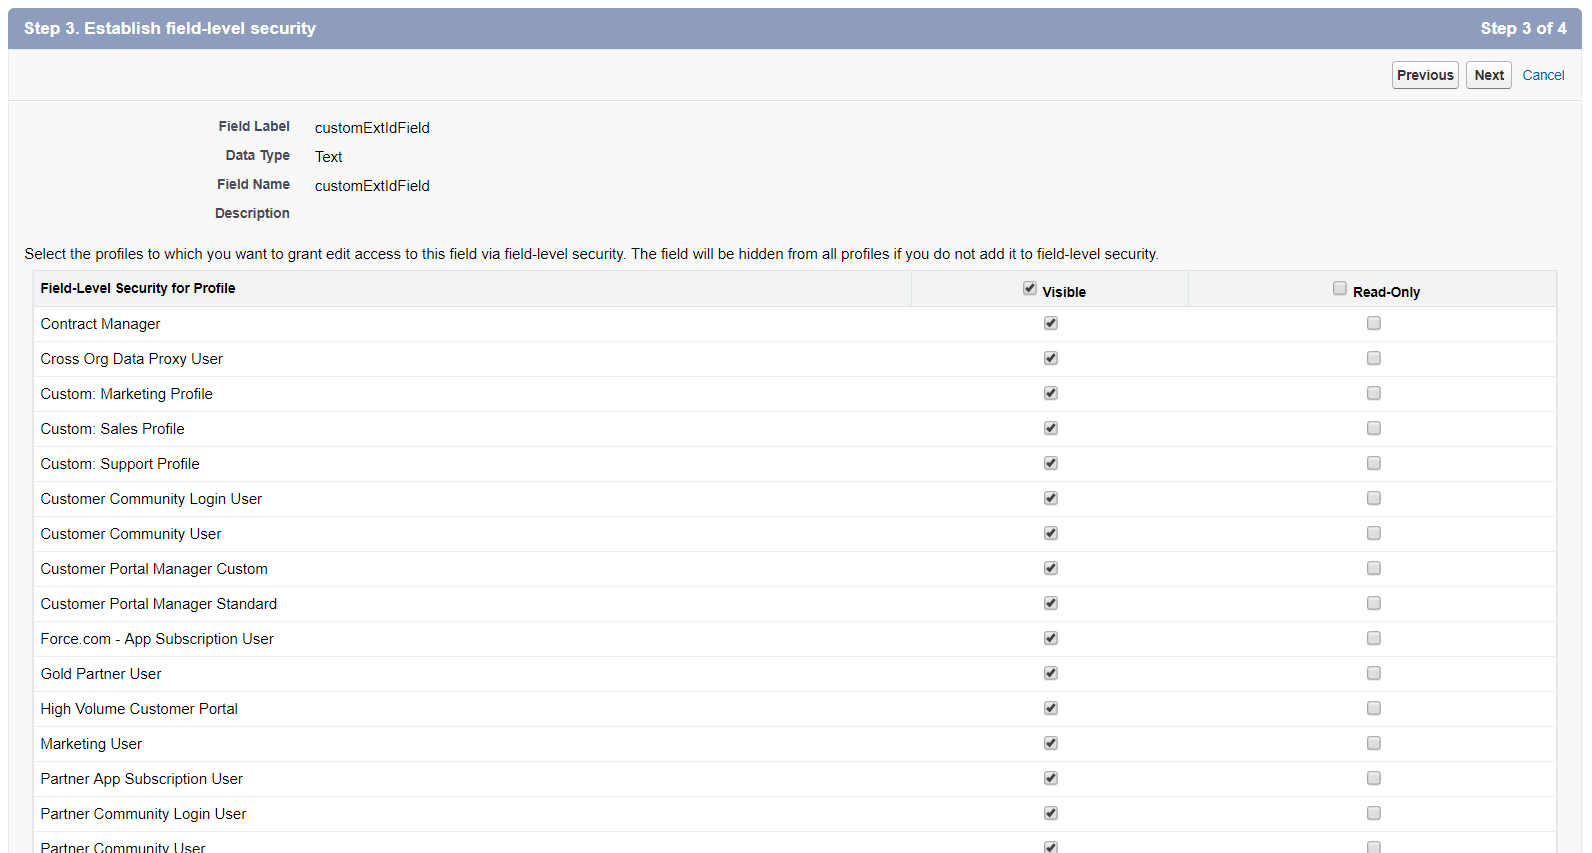 Step 3. Establish field-level security Step 3 of 4
Previous Next Cancel
Field Label customExtIdField
Data Type Text
Field Name customExtIdField
Description
Select the profiles to which you want to grant edit access to this field via field-level security. The field will be hidden from all profiles if you do not add it to field-level security.
Field-Level Security for Profile Visible Read-Only
Contract Manager
Cross Org Data Proxy User
Custom: Marketing Profile
Custom: Sales Profile
Custom: Support Profile
Customer Community Login User
Customer Community User
Customer Portal Manager Custom
Customer Portal Manager Standard
Force.com - App Subscription User
Gold Partner User
High Volume Customer Portal
Marketing User
Partner App Subscription User
Partner Community Login User
Partner Community User